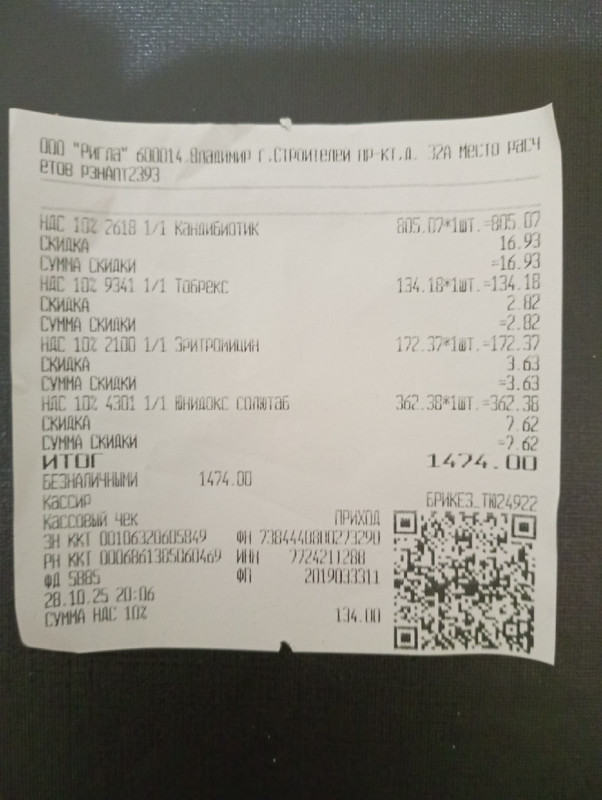 ООО "Ригла" 600014.Владимир г.Строителей пр-кт.д. 32А Место расч
етов РЗНАПТ2393
НДС 10% 2618 1/1 Кандибиотик 805.07*1шт.=805.07
СКИДКА 16.93
СУММА СКИДКИ =16.93
НДС 10% 9341 1/1 Тобрекс 134.18*1шт.=134.18
СКИДКА 2.82
СУММА СКИДКИ =2.82
НДС 10% 2100 1/1 Эритромицин 172.37*1шт.=172.37
СКИДКА 3.63
СУММА СКИДКИ =3.63
НДС 10% 4301 1/1 Юнидокс солютаб 362.38*1шт.=362.38
СКИДКА 7.62
СУММА СКИДКИ =7.62
ИТОГ 1474.00
БЕЗНАЛИЧНЫМИ 1474.00
Кассир БРИКЕЗ_ТЮ24922
Кассовый чек ПРИХОД
ЗН ККТ 00106320605849 ФН 7384440800273290
РН ККТ 0006861385060469 ИНН 7724211288
ФД 5885 ФП 2019033311
28.10.25 20:06
СУММА НДС 10% 134.00